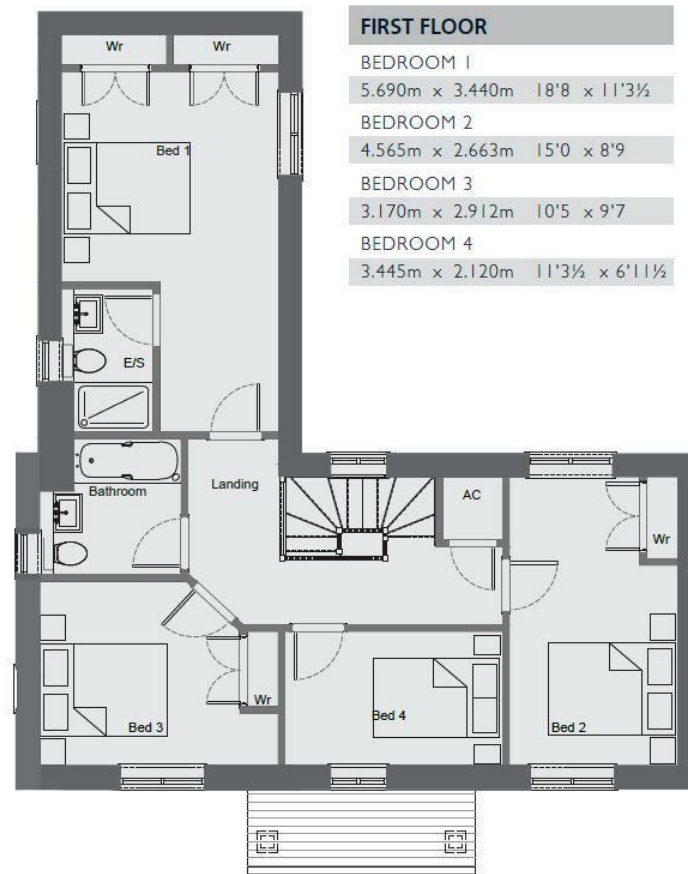 FIRST FLOOR
BEDROOM 1
5.690m x 3.440m 18'8 x 11'3½
BEDROOM 2
4.565m x 2.663m 15'0 x 8'9
BEDROOM 3
3.170m x 2.912m 10'5 x 9'7
BEDROOM 4
3.445m x 2.120m 11'3½ x 6'11½
Wr Wr
Bed 1
E/S
Bathroom
Landing
AC
Wr
Wr
Bed 3
Bed 4
Bed 2